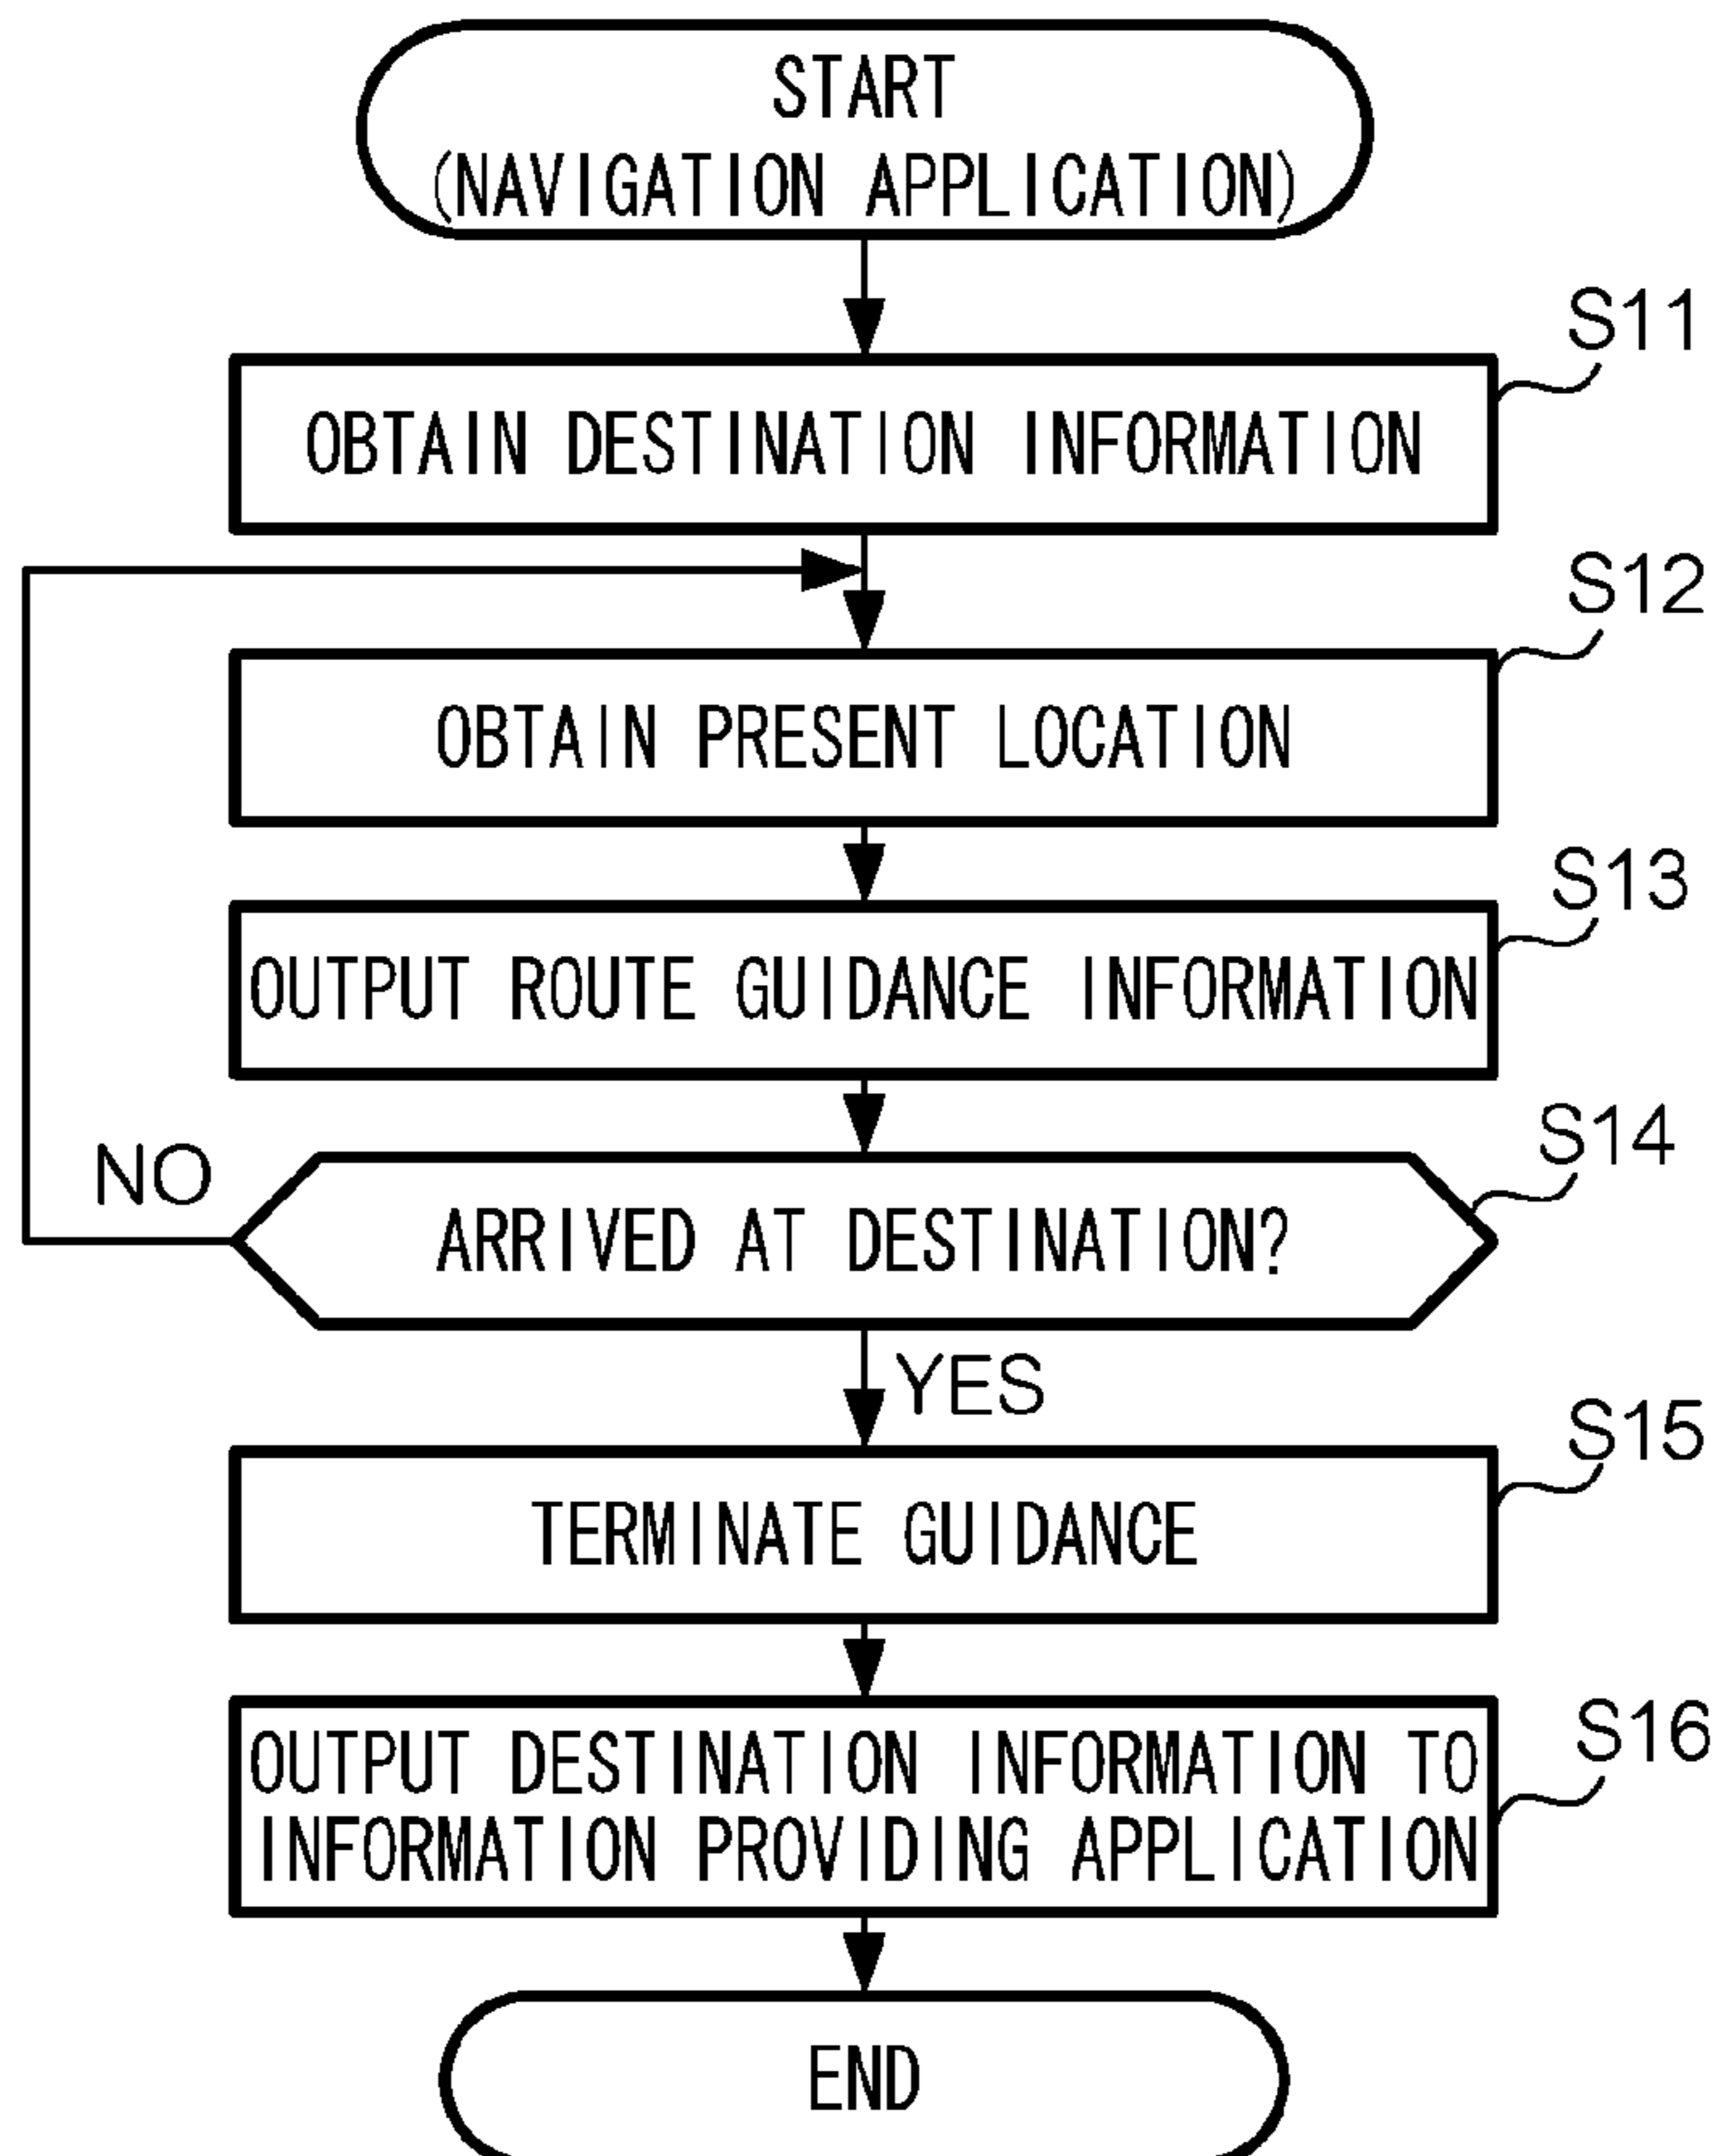 START
(NAVIGATION APPLICATION)
S11
OBTAIN DESTINATION INFORMATION
S12
OBTAIN PRESENT LOCATION
S13
OUTPUT ROUTE GUIDANCE INFORMATION
S14
NO
ARRIVED AT DESTINATION?
YES
S15
TERMINATE GUIDANCE
S16
OUTPUT DESTINATION INFORMATION TO
INFORMATION PROVIDING APPLICATION
END